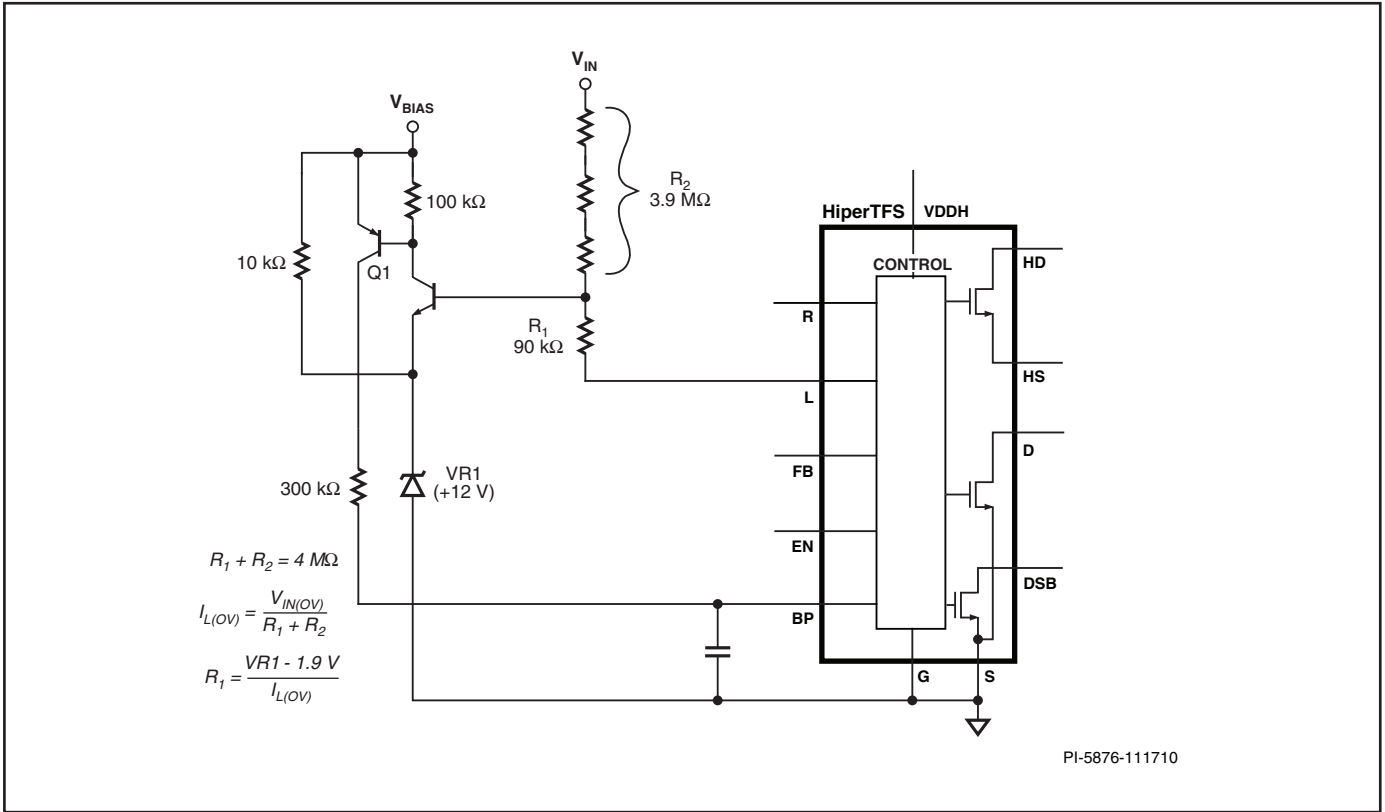 V_IN
V_BIAS
R_2
3.9 MΩ
100 kΩ
HiperTFS
VDDH
CONTROL
HD
10 kΩ
Q1
R
R_1
90 kΩ
HS
L
D
VR1
(+12 V)
FB
300 kΩ
EN
R_1 + R_2 = 4 MΩ
DSB
I_L(OV) = V_IN(OV) / R_1 + R_2
BP
R_1 = VR1 - 1.9 V / I_L(OV)
G
S
PI-5876-111710